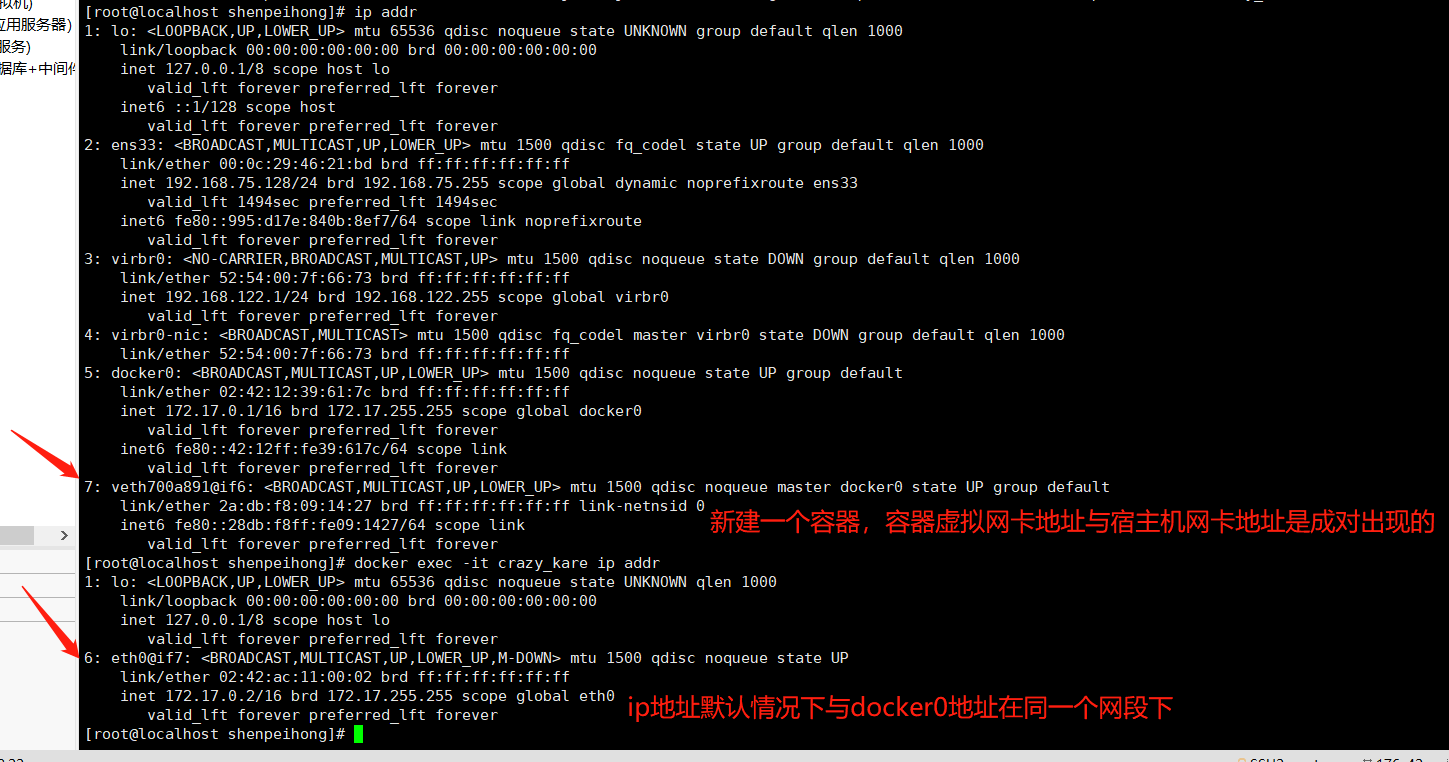 拟机)
[root@localhost shenpeihong]# ip addr
应用服务器)
1: lo: <LOOPBACK,UP,LOWER_UP> mtu 65536 qdisc noqueue state UNKNOWN group default qlen 1000
服务)
link/loopback 00:00:00:00:00:00 brd 00:00:00:00:00:00
据库+中间件
inet 127.0.0.1/8 scope host lo
valid_lft forever preferred_lft forever
inet6 ::1/128 scope host
valid_lft forever preferred_lft forever
2: ens33: <BROADCAST,MULTICAST,UP,LOWER_UP> mtu 1500 qdisc fq_codel state UP group default qlen 1000
link/ether 00:0c:29:46:21:bd brd ff:ff:ff:ff:ff:ff
inet 192.168.75.128/24 brd 192.168.75.255 scope global dynamic noprefixroute ens33
valid_lft 1494sec preferred_lft 1494sec
inet6 fe80::995:d17e:840b:8ef7/64 scope link noprefixroute
valid_lft forever preferred_lft forever
3: virbr0: <NO-CARRIER,BROADCAST,MULTICAST,UP> mtu 1500 qdisc noqueue state DOWN group default qlen 1000
link/ether 52:54:00:7f:66:73 brd ff:ff:ff:ff:ff:ff
inet 192.168.122.1/24 brd 192.168.122.255 scope global virbr0
valid_lft forever preferred_lft forever
4: virbr0-nic: <BROADCAST,MULTICAST> mtu 1500 qdisc fq_codel master virbr0 state DOWN group default qlen 1000
link/ether 52:54:00:7f:66:73 brd ff:ff:ff:ff:ff:ff
5: docker0: <BROADCAST,MULTICAST,UP,LOWER_UP> mtu 1500 qdisc noqueue state UP group default
link/ether 02:42:12:39:61:7c brd ff:ff:ff:ff:ff:ff
inet 172.17.0.1/16 brd 172.17.255.255 scope global docker0
valid_lft forever preferred_lft forever
inet6 fe80::42:12ff:fe39:617c/64 scope link
valid_lft forever preferred_lft forever
7: veth700a891@if6: <BROADCAST,MULTICAST,UP,LOWER_UP> mtu 1500 qdisc noqueue master docker0 state UP group default
link/ether 2a:db:f8:09:14:27 brd ff:ff:ff:ff:ff:ff link-netnsid 0
inet6 fe80::28db:f8ff:fe09:1427/64 scope link
新建一个容器，容器虚拟网卡地址与宿主机网卡地址是成对出现的
valid_lft forever preferred_lft forever
[root@localhost shenpeihong]# docker exec -it crazy_kare ip addr
1: lo: <LOOPBACK,UP,LOWER_UP> mtu 65536 qdisc noqueue state UNKNOWN qlen 1000
link/loopback 00:00:00:00:00:00 brd 00:00:00:00:00:00
inet 127.0.0.1/8 scope host lo
valid_lft forever preferred_lft forever
6: eth0@if7: <BROADCAST,MULTICAST,UP,LOWER_UP,M-DOWN> mtu 1500 qdisc noqueue state UP
link/ether 02:42:ac:11:00:02 brd ff:ff:ff:ff:ff:ff
inet 172.17.0.2/16 brd 172.17.255.255 scope global eth0
ip地址默认情况下与docker0地址在同一个网段下
valid_lft forever preferred_lft forever
[root@localhost shenpeihong]#